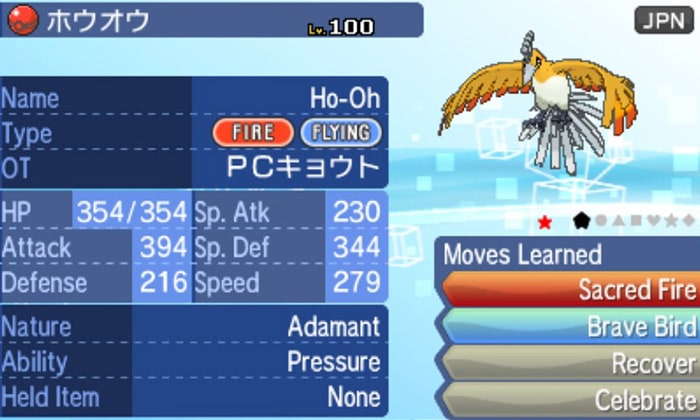 ホウオウ Lv.100 JPN
Name Ho-Oh
Type FIRE FLYING
OT PCキョウト
HP 354/354 Sp. Atk 230
Attack 394 Sp. Def 344
Defense 216 Speed 279
Nature Adamant
Ability Pressure
Held Item None
Moves Learned
Sacred Fire
Brave Bird
Recover
Celebrate